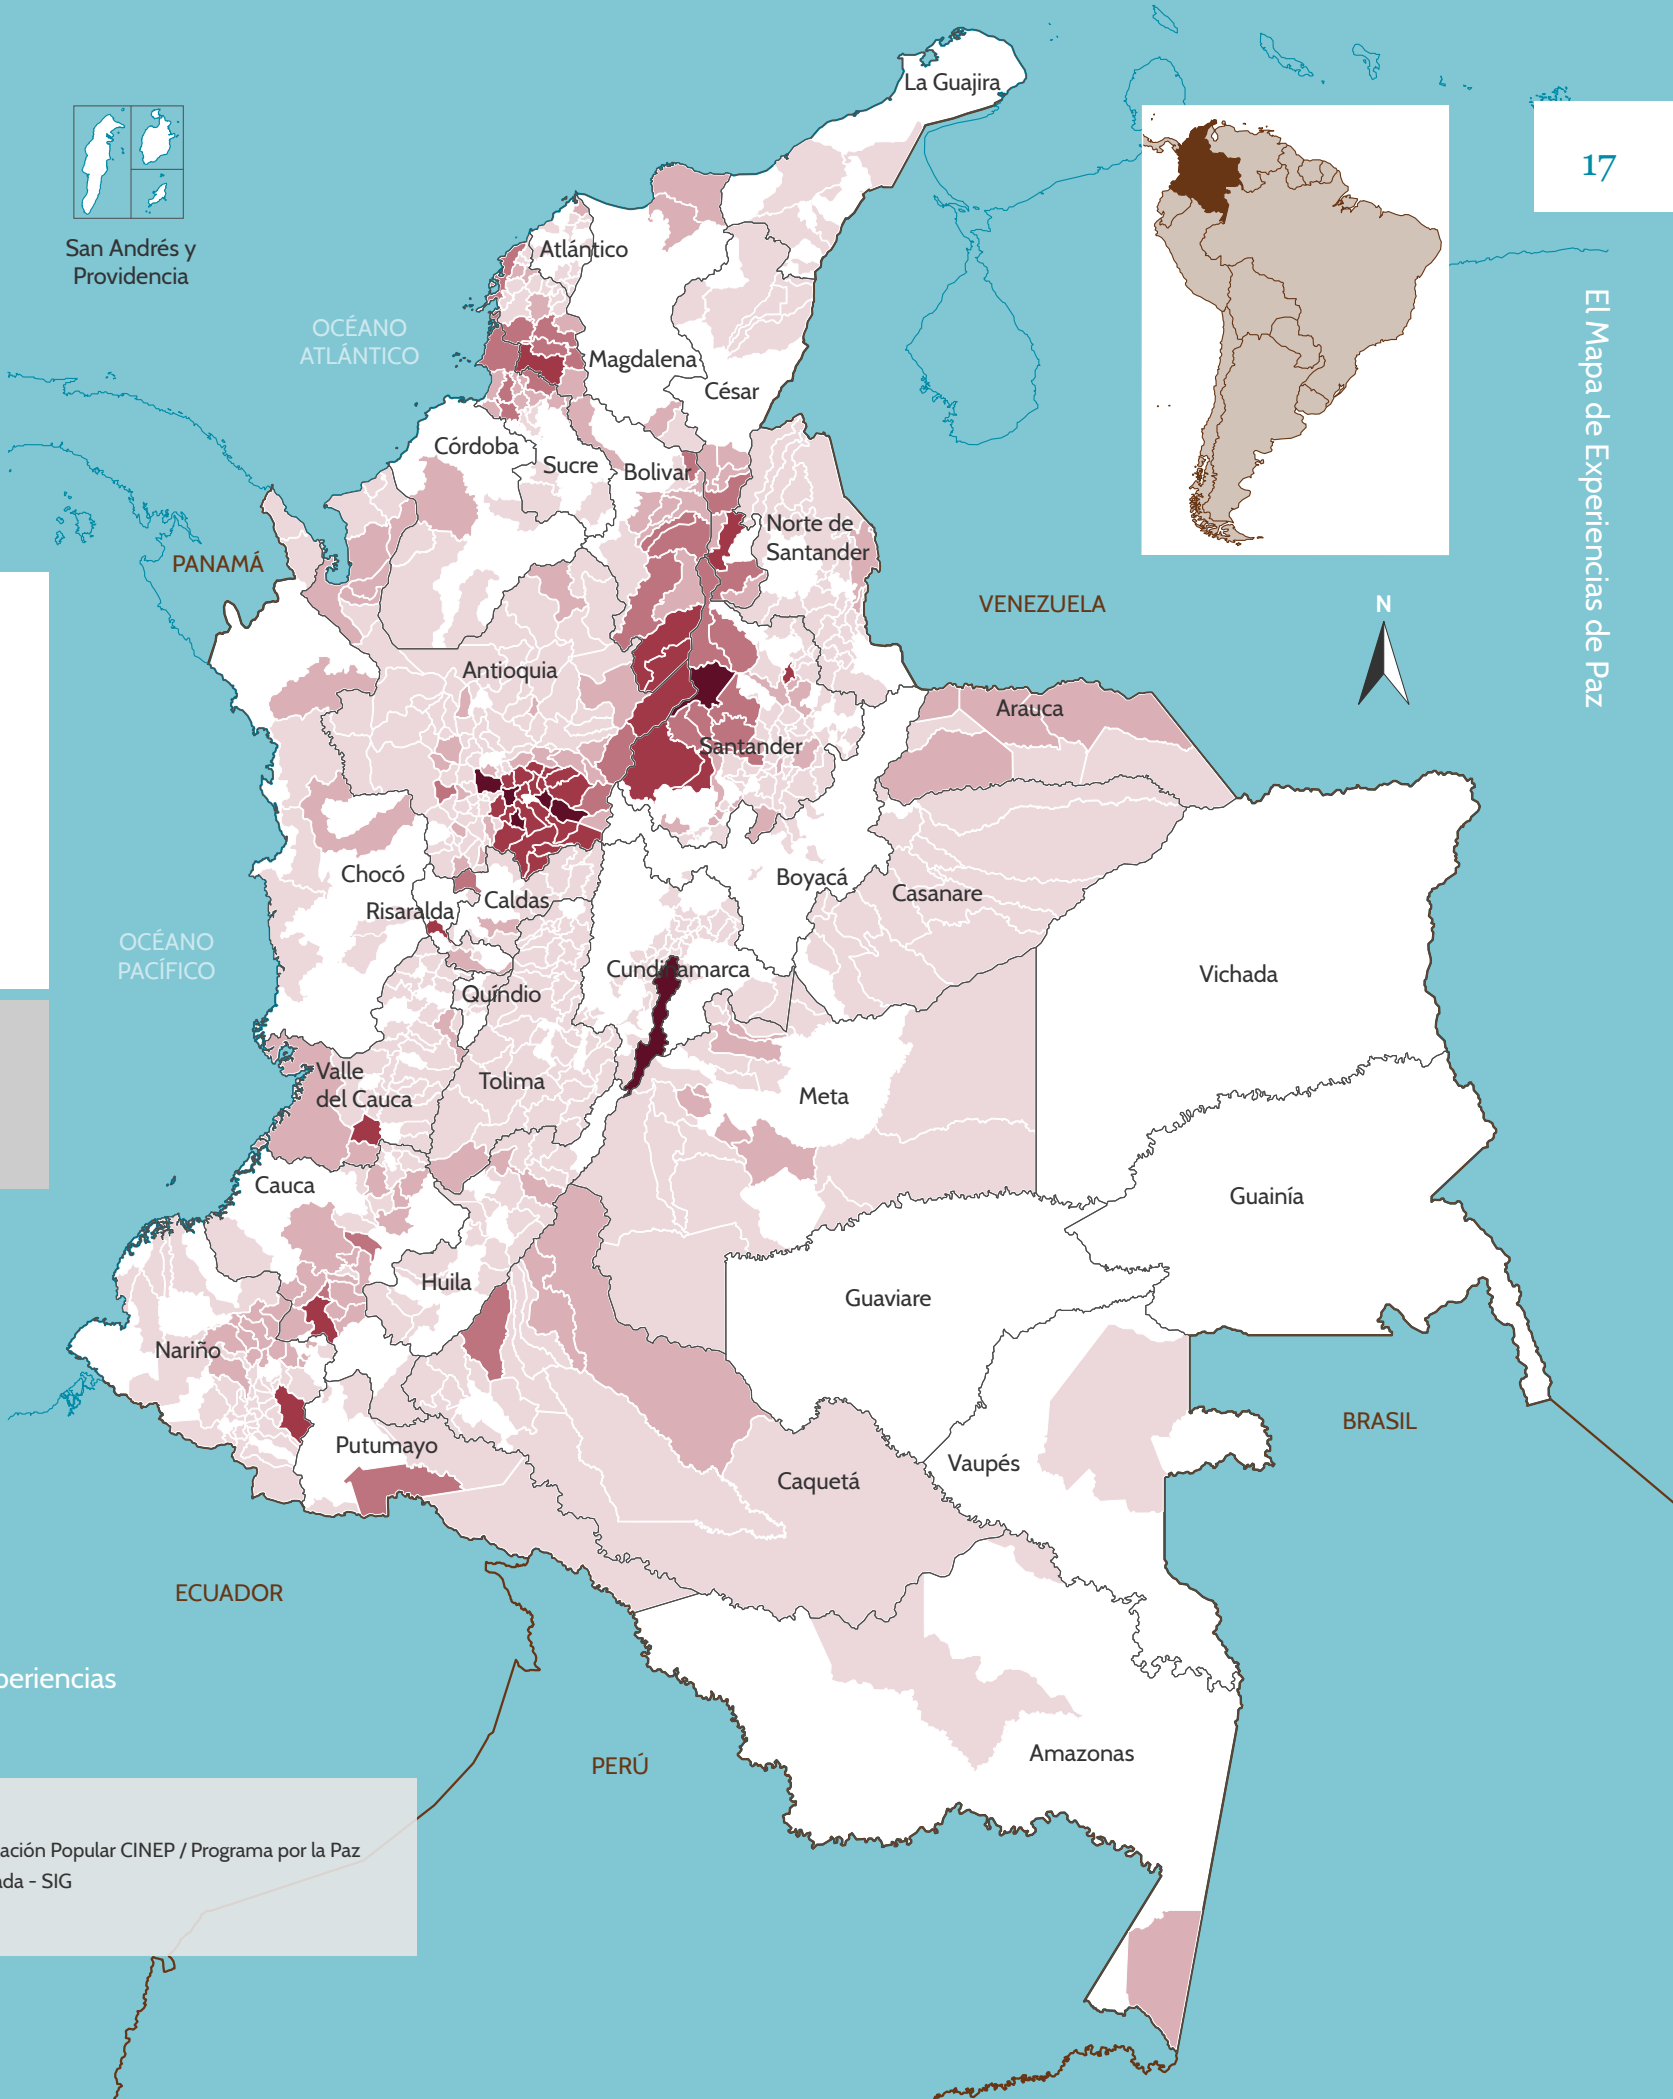 La Guajira
17
San Andrés y
Providencia
Atlántico
OCÉANO
ATLÁNTICO
El Mapa de Experiencias de Paz
Magdalena
César
Córdoba
Sucre
Bolivar
Norte de
Santander
PANAMÁ
VENEZUELA
N
Antioquia
Arauca
Santander
Chocó
Boyacá
Casanare
Risaralda
Caldas
OCÉANO
PACÍFICO
Cundinamarca
Vichada
Quíndio
Valle
del Cauca
Tolima
Meta
Cauca
Guainía
Huila
Guaviare
Nariño
BRASIL
Putumayo
Vaupés
Caquetá
ECUADOR
periencias
PERÚ
Amazonas
ación Popular CINEP / Programa por la Paz
ada - SIG